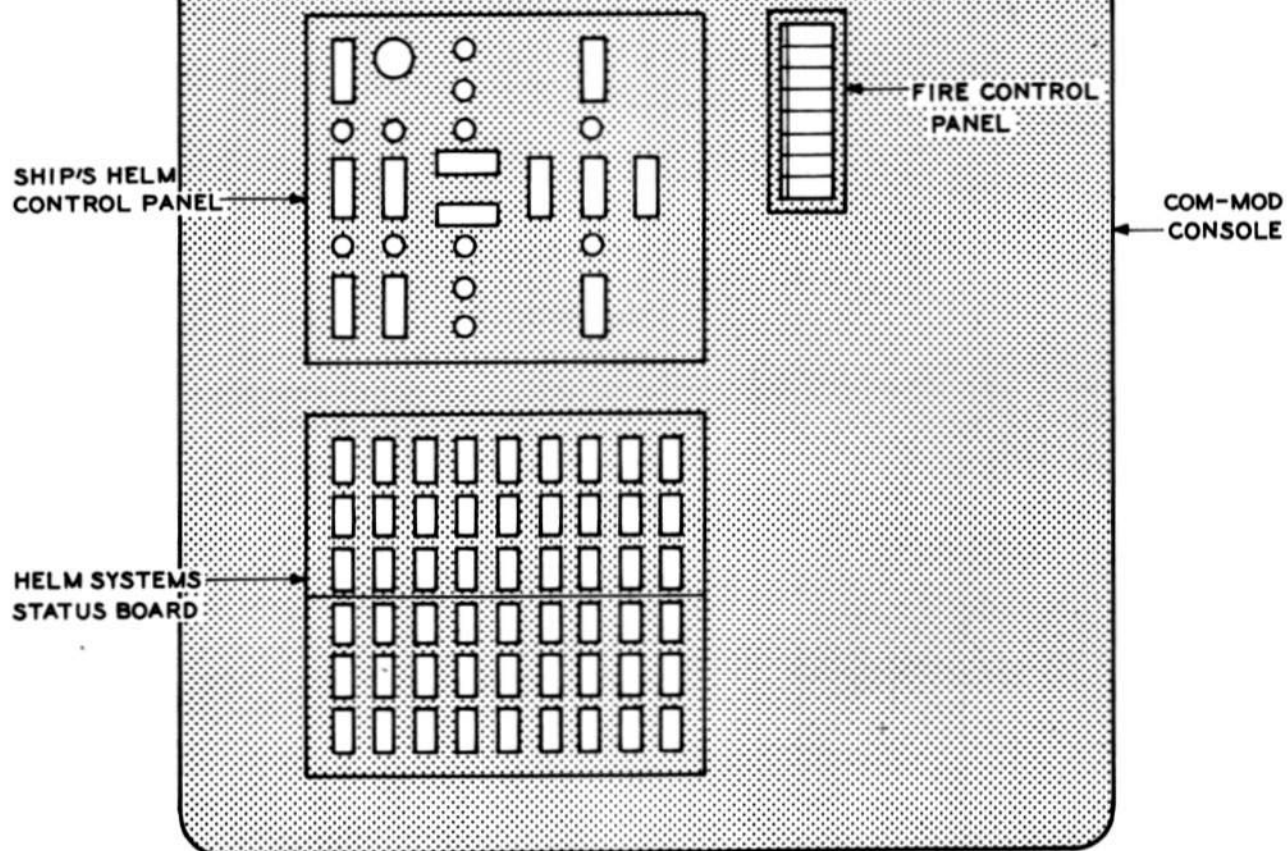 FIRE CONTROL
PANEL
SHIP'S HELM
CONTROL PANEL
COM-MOD
CONSOLE
HELM SYSTEMS
STATUS BOARD